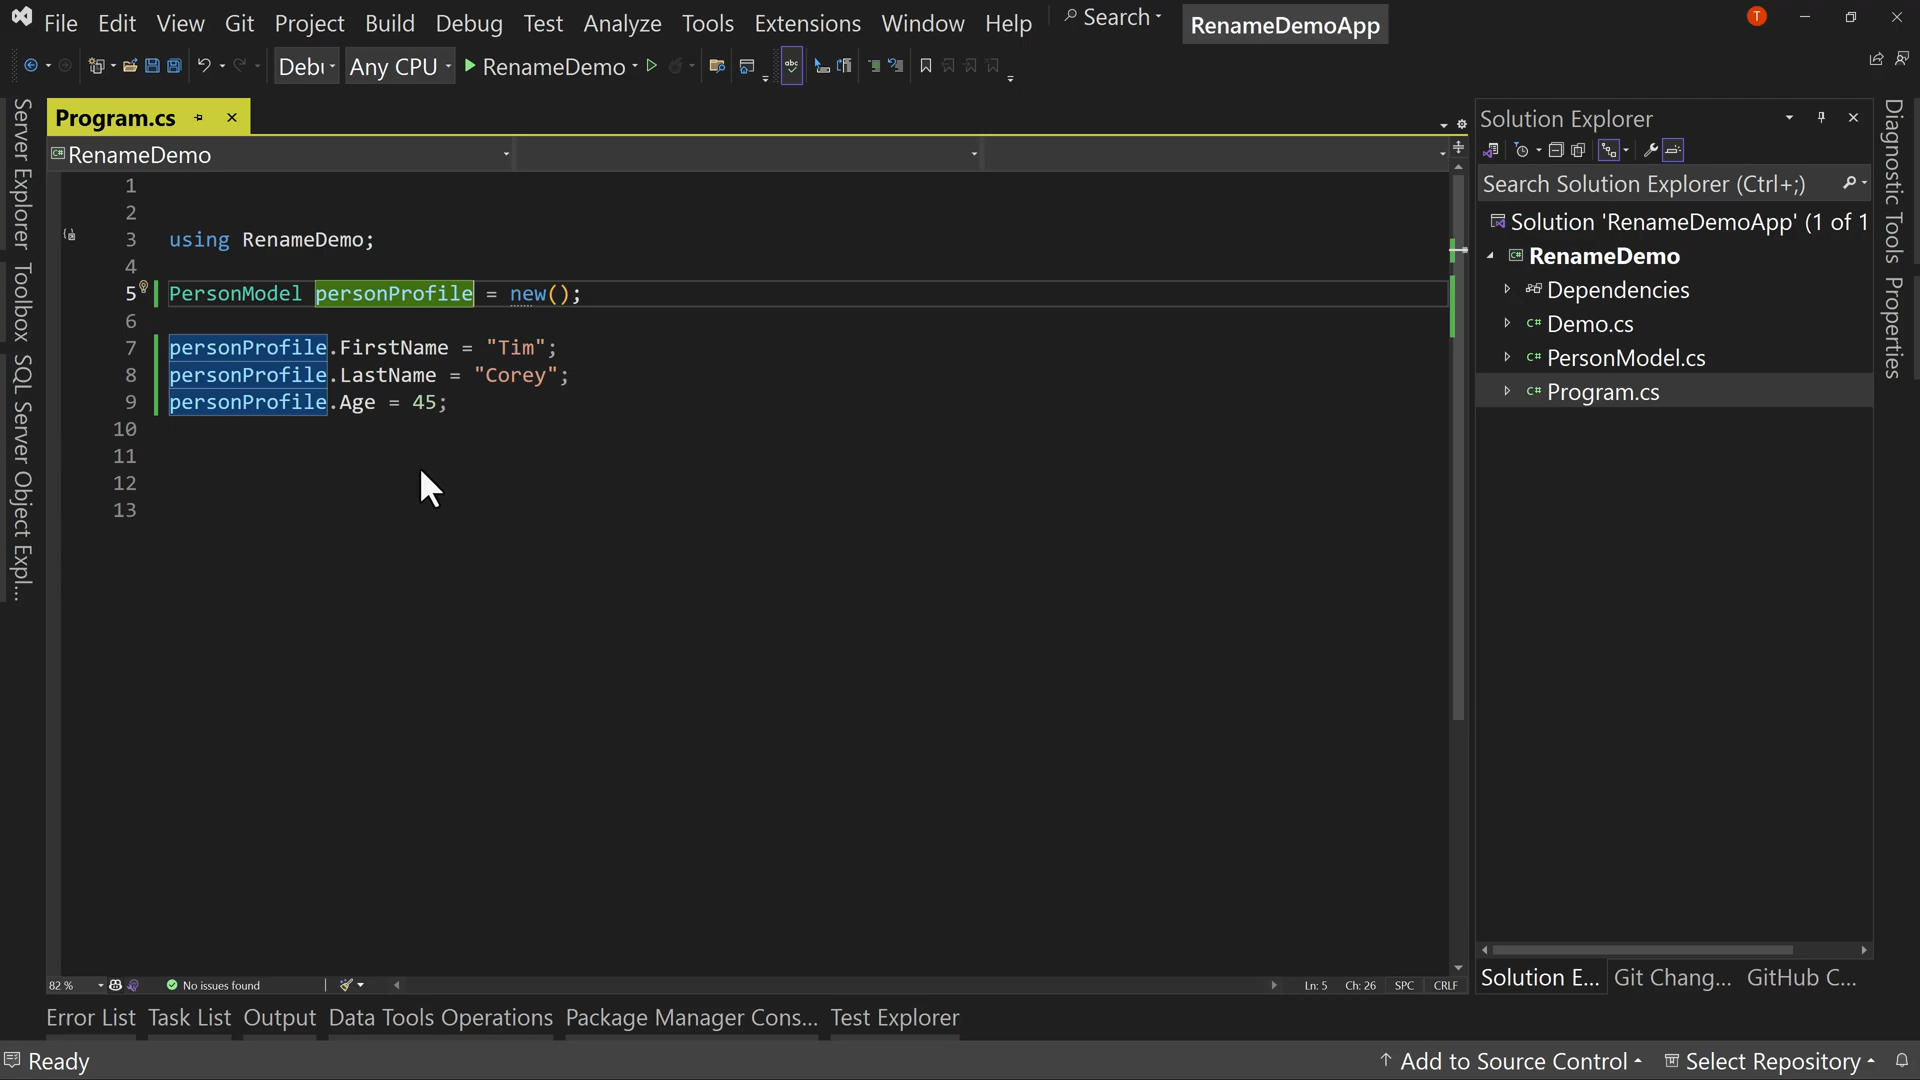 File Edit View Git Project Build Debug Test Analyze Tools Extensions Window Help Search RenameDemoApp T
Debu Any CPU RenameDemo abc
Server Explorer
Toolbox
SQL Server Object Expl...
Program.cs
C# RenameDemo
1
2
3 using RenameDemo;
4
5 PersonModel personProfile = new();
6
7 personProfile.FirstName = "Tim";
8 personProfile.LastName = "Corey";
9 personProfile.Age = 45;
10
11
12
13
82 % No issues found Ln: 5 Ch: 26 SPC CRLF
Solution Explorer
Search Solution Explorer (Ctrl+;)
Solution 'RenameDemoApp' (1 of 1
C# RenameDemo
Dependencies
C# Demo.cs
C# PersonModel.cs
C# Program.cs
Solution E... Git Chang... GitHub C...
Diagnostic Tools
Properties
Error List Task List Output Data Tools Operations Package Manager Cons... Test Explorer
Ready Add to Source Control Select Repository